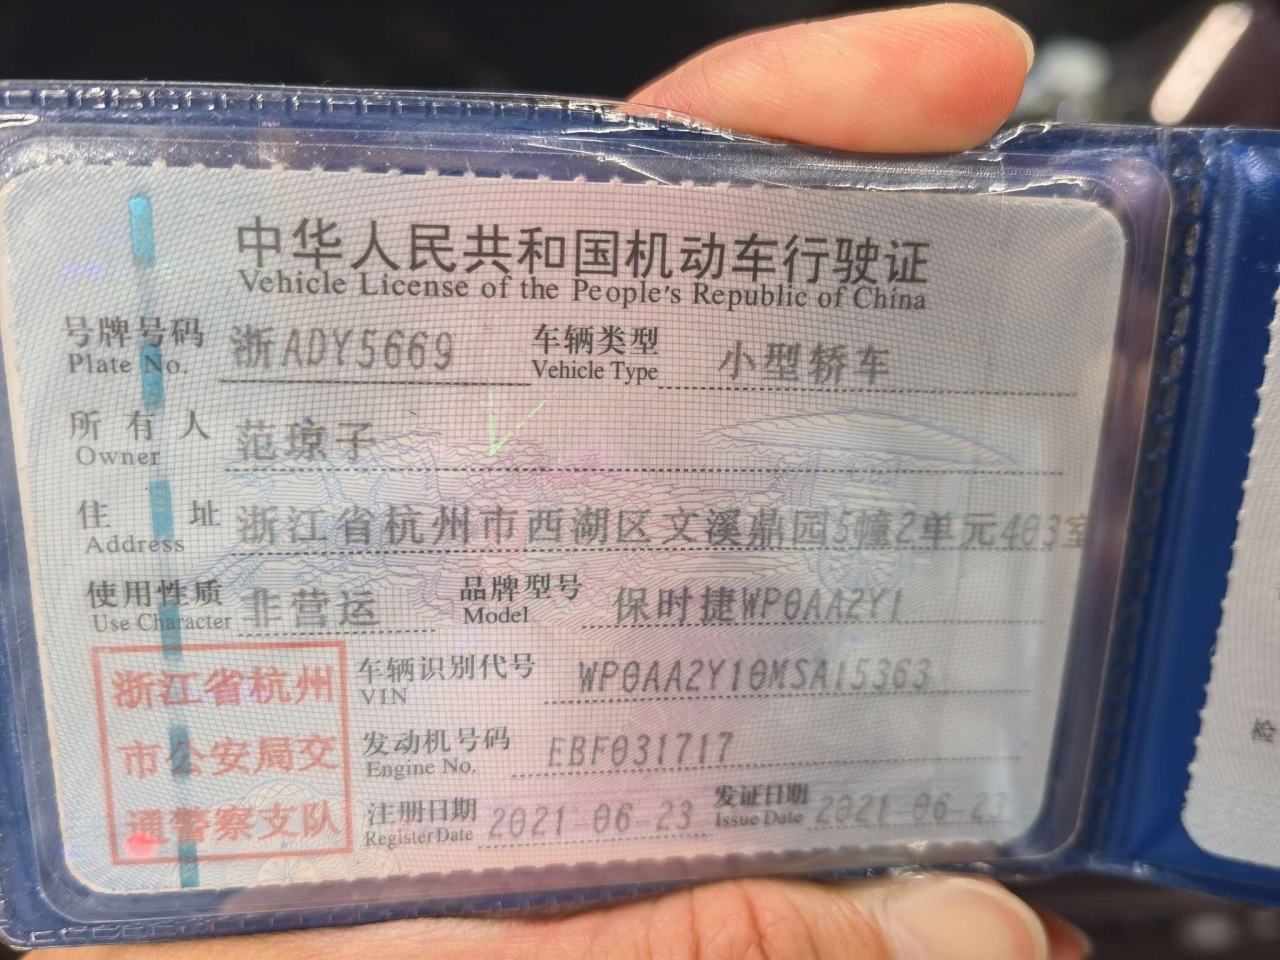 中华人民共和国机动车行驶证
Vehicle License of the People's Republic of China
号牌号码 浙ADY5669 车辆类型 小型轿车
Plate No. Vehicle Type
所有人 范琼子
Owner
住址 浙江省杭州市西湖区文溪鼎园5幢2单元403室
Address
使用性质 非营运 品牌型号 保时捷WP0AA2Y1
Use Character Model
浙江省杭州
市公安局交
通警察支队
车辆识别代号 WP0AA2Y10MSA15363
VIN
发动机号码 EBF031717
Engine No.
注册日期 2021-06-23 发证日期 2021-06-23
Register Date Issue Date
检